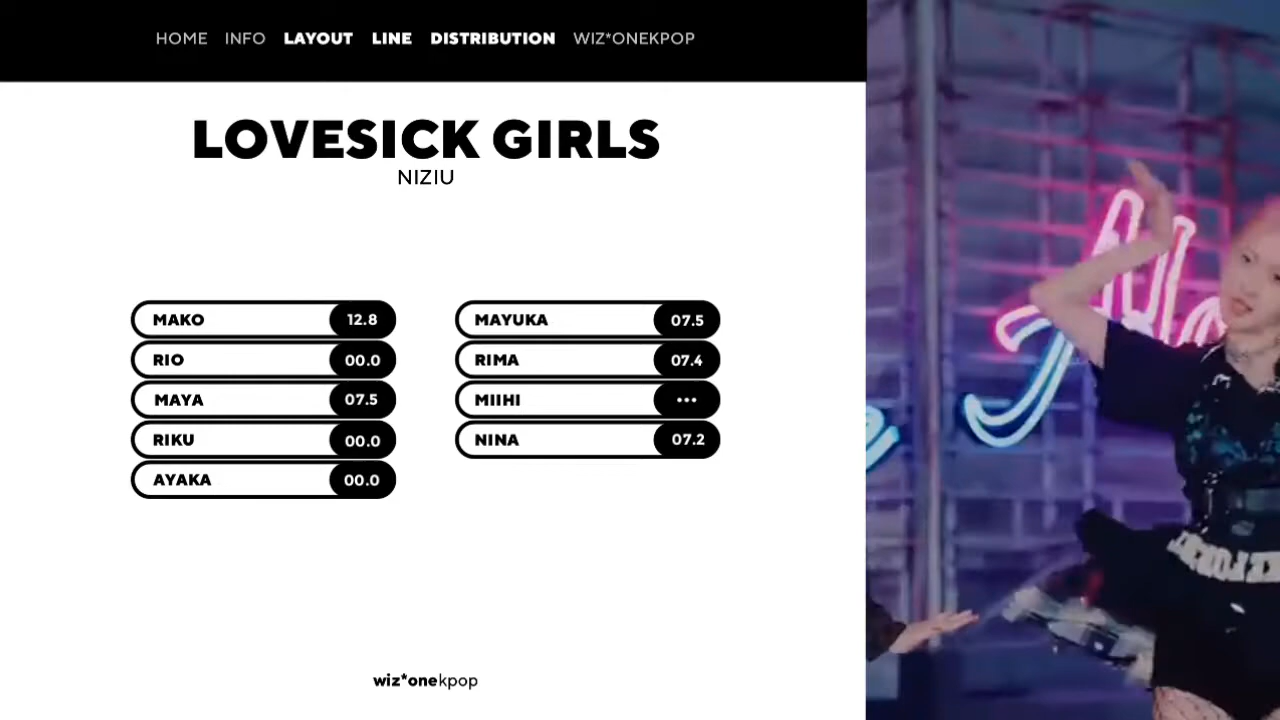 HOME INFO LAYOUT LINE DISTRIBUTION WIZ*ONEKPOP
LOVESICK GIRLS
NIZIU
MAKO 12.8
RIO 00.0
MAYA 07.5
RIKU 00.0
AYAKA 00.0
MAYUKA 07.5
RIMA 07.4
MIIHI •••
NINA 07.2
wiz*onekpop